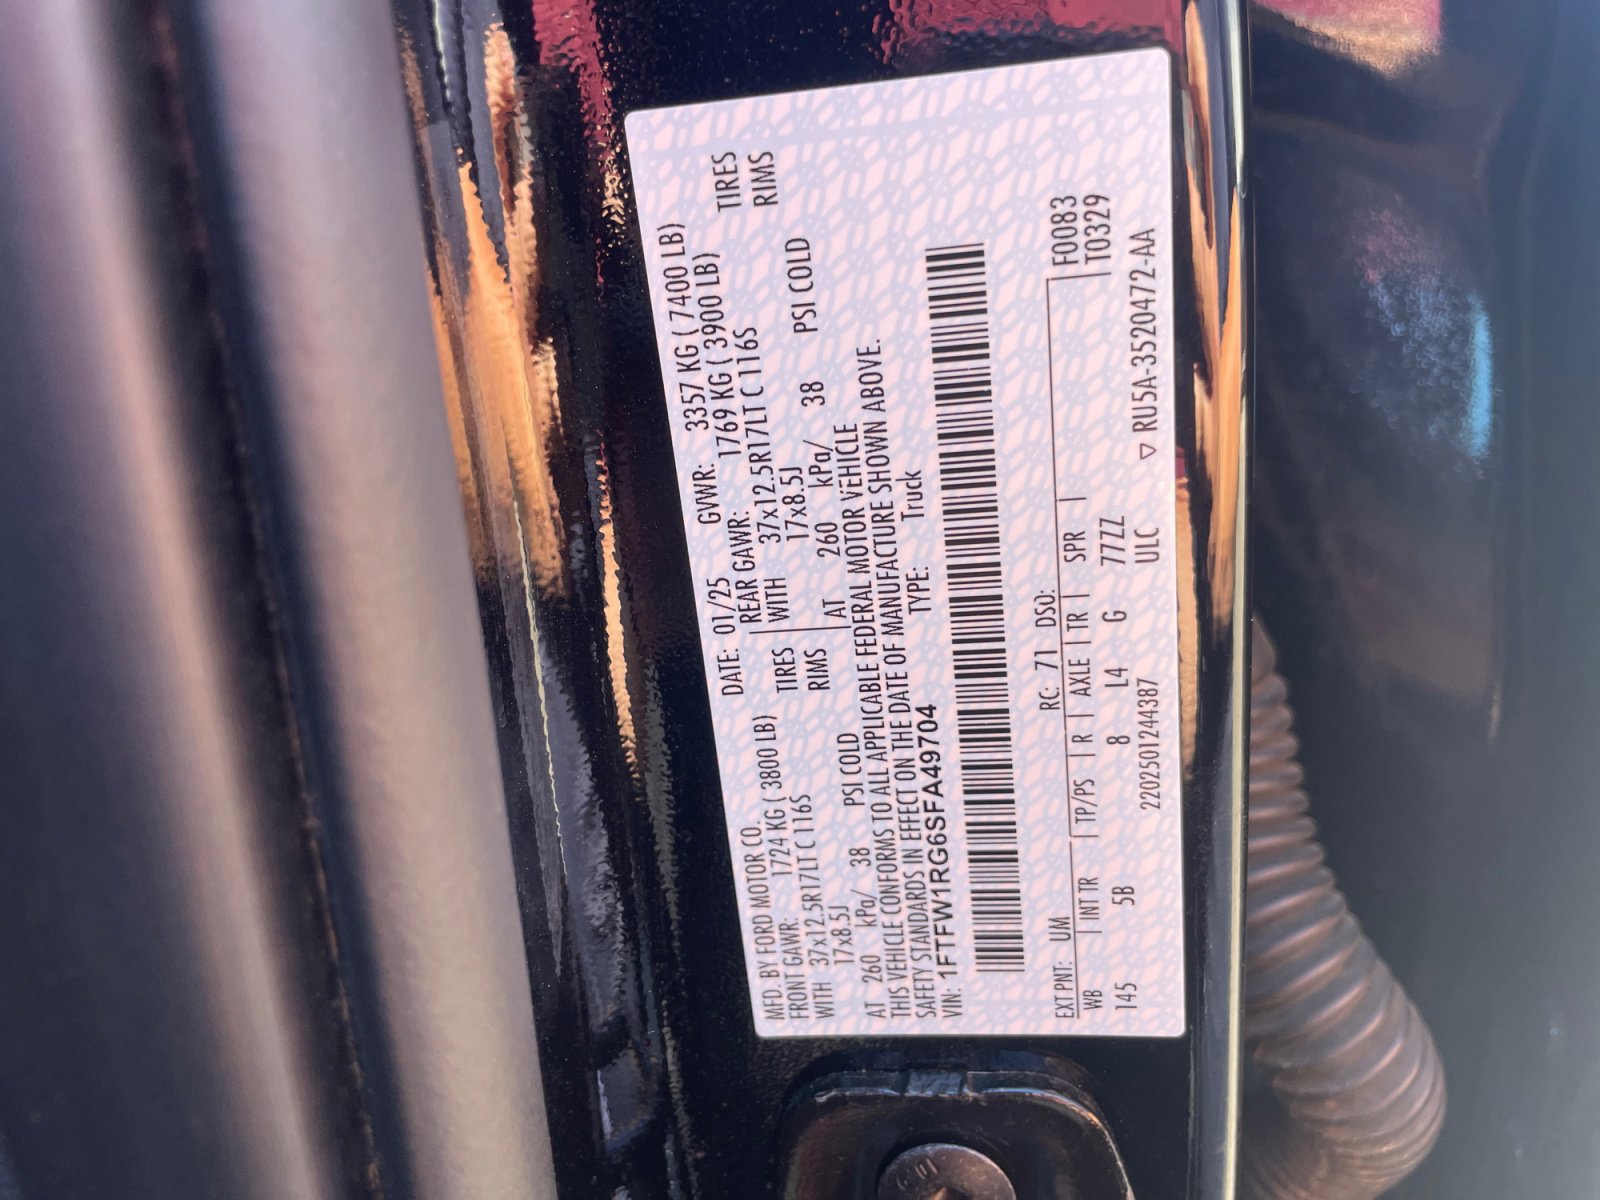 MFD. BY FORD MOTOR CO.
DATE: 01/25 GVWR: 3357 KG ( 7400 LB)
FRONT GAWR: 1724 KG ( 3800 LB) REAR GAWR: 1769 KG ( 3900 LB)
WITH 37x12.5R17LT C 116S TIRES WITH 37x12.5R17LT C 116S TIRES
17x8.5J RIMS 17x8.5J RIMS
AT 260 kPa/ 38 PSI COLD AT 260 kPa/ 38 PSI COLD
THIS VEHICLE CONFORMS TO ALL APPLICABLE FEDERAL MOTOR VEHICLE
SAFETY STANDARDS IN EFFECT ON THE DATE OF MANUFACTURE SHOWN ABOVE.
VIN: 1FTFW1RG6SFA49704 TYPE: Truck
EXT PNT: UM RC: 71 DSO: F0083
WB INT TR TP/PS R AXLE TR SPR T0329
145 5B 8 L4 G 77ZZ
2202501244387 ULC ▽ RU5A-3520472-AA